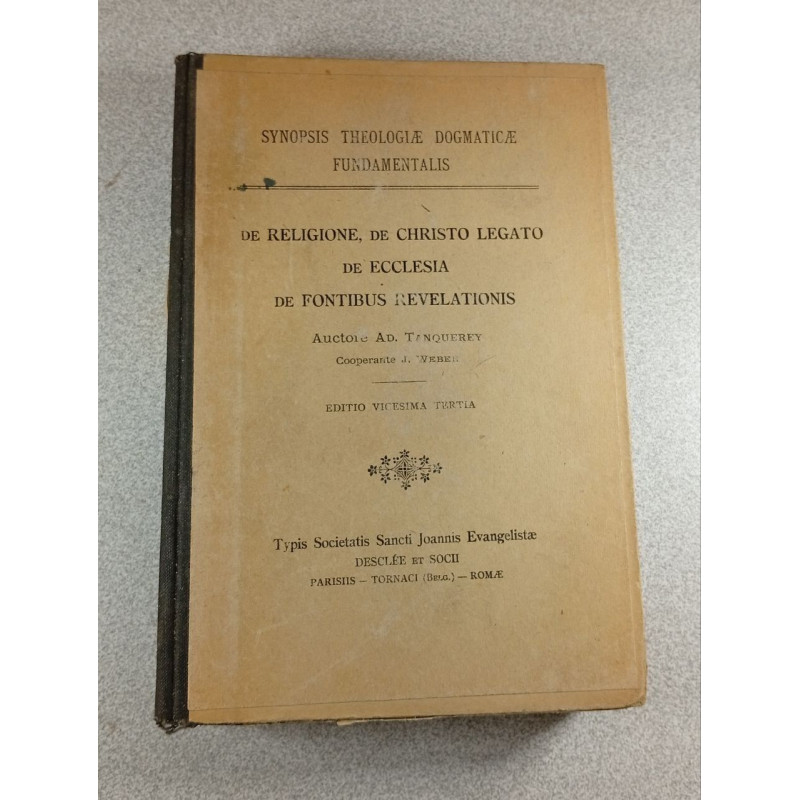 SYNOPSIS THEOLOGIÆ DOGMATICÆ
FUNDAMENTALIS
DE RELIGIONE, DE CHRISTO LEGATO
DE ECCLESIA
DE FONTIBUS REVELATIONIS
Auctore AD. TANQUEREY
Cooperante J. WEBER
EDITIO VICESIMA TERTIA
Typis Societatis Sancti Joannis Evangelistæ
DESCLÉE ET SOCII
PARISIIS — TORNACI (BELG.) — ROMÆ